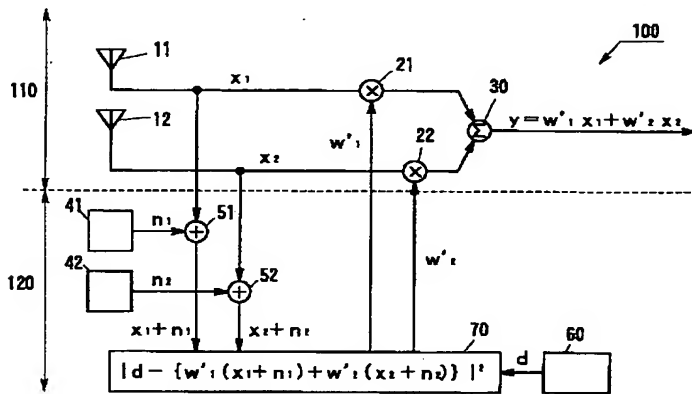 100
11
110
x₁
21
30
12
y=w'₁ x₁+w'₂ x₂
w'₁
x₂
22
41
n₁
51
42
n₂
52
120
w'₂
x₁+n₁
x₂+n₂
70
60
d
|d−{w'₁(x₁+n₁)+w'₂(x₂+n₂)}|²